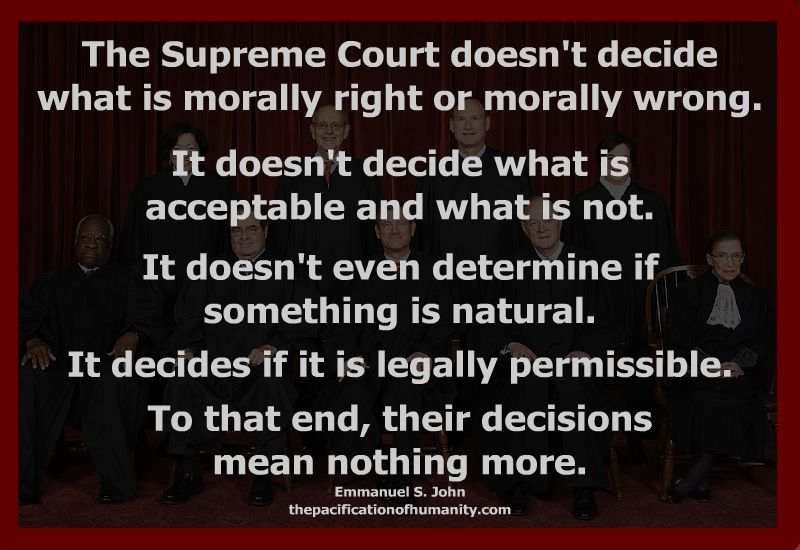 The Supreme Court doesn't decide
what is morally right or morally wrong.
It doesn't decide what is
acceptable and what is not.
It doesn't even determine if
something is natural.
It decides if it is legally permissible.
To that end, their decisions
mean nothing more.
Emmanuel S. John
thepacificationofhumanity.com